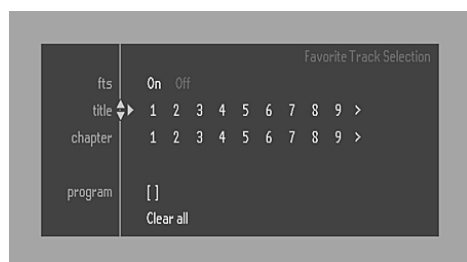 Favorite Track Selection
fts On Off
title 1 2 3 4 5 6 7 8 9 >
chapter 1 2 3 4 5 6 7 8 9 >
program [ ]
Clear all